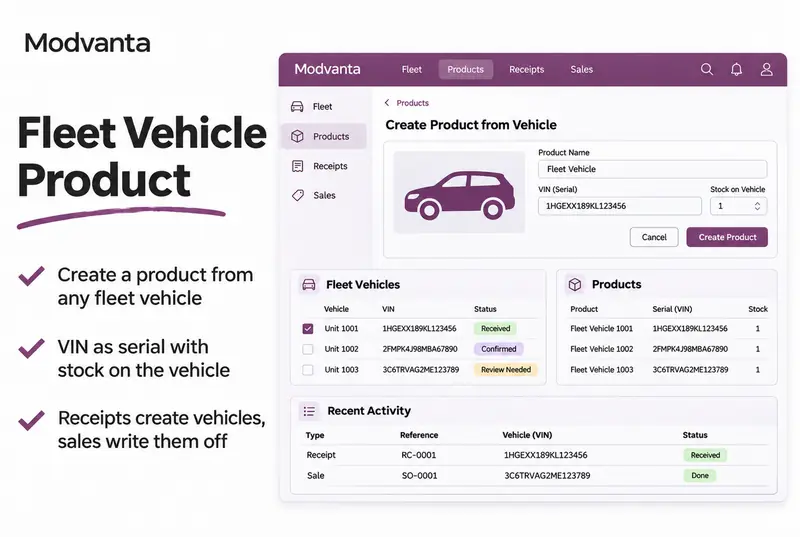 Modvanta
Fleet Vehicle
Product
Create a product from
any fleet vehicle
VIN as serial with
stock on the vehicle
Receipts create vehicles,
sales write them off
Modvanta Fleet Products Receipts Sales
Fleet
Products
Receipts
Sales
Products
Create Product from Vehicle
Product Name
Fleet Vehicle
VIN (Serial) Stock on Vehicle
1HGEXX189KL123456 1
Cancel Create Product
Fleet Vehicles
Vehicle VIN Status
Unit 1001 1HGEXX189KL123456 Received
Unit 1002 2FMPK4J98MBA67890 Confirmed
Unit 1003 3C6TRVAG2ME123789 Review Needed
Products
Product Serial (VIN) Stock
Fleet Vehicle 1001 1HGEXX189KL123456 1
Fleet Vehicle 1002 2FMPK4J98MBA67890 1
Fleet Vehicle 1003 3C6TRVAG2ME123789 1
Recent Activity
Type Reference Vehicle (VIN) Status
Receipt RC-0001 1HGEXX189KL123456 Received
Sale SO-0001 3C6TRVAG2ME123789 Done